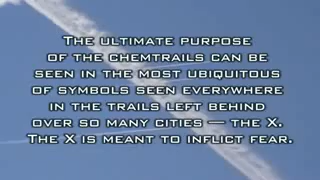 The ultimate purpose
of the chemtrails can be
seen in the most ubiquitous
of symbols seen everywhere
in the trails left behind
over so many cities — the X.
The X is meant to inflict fear.